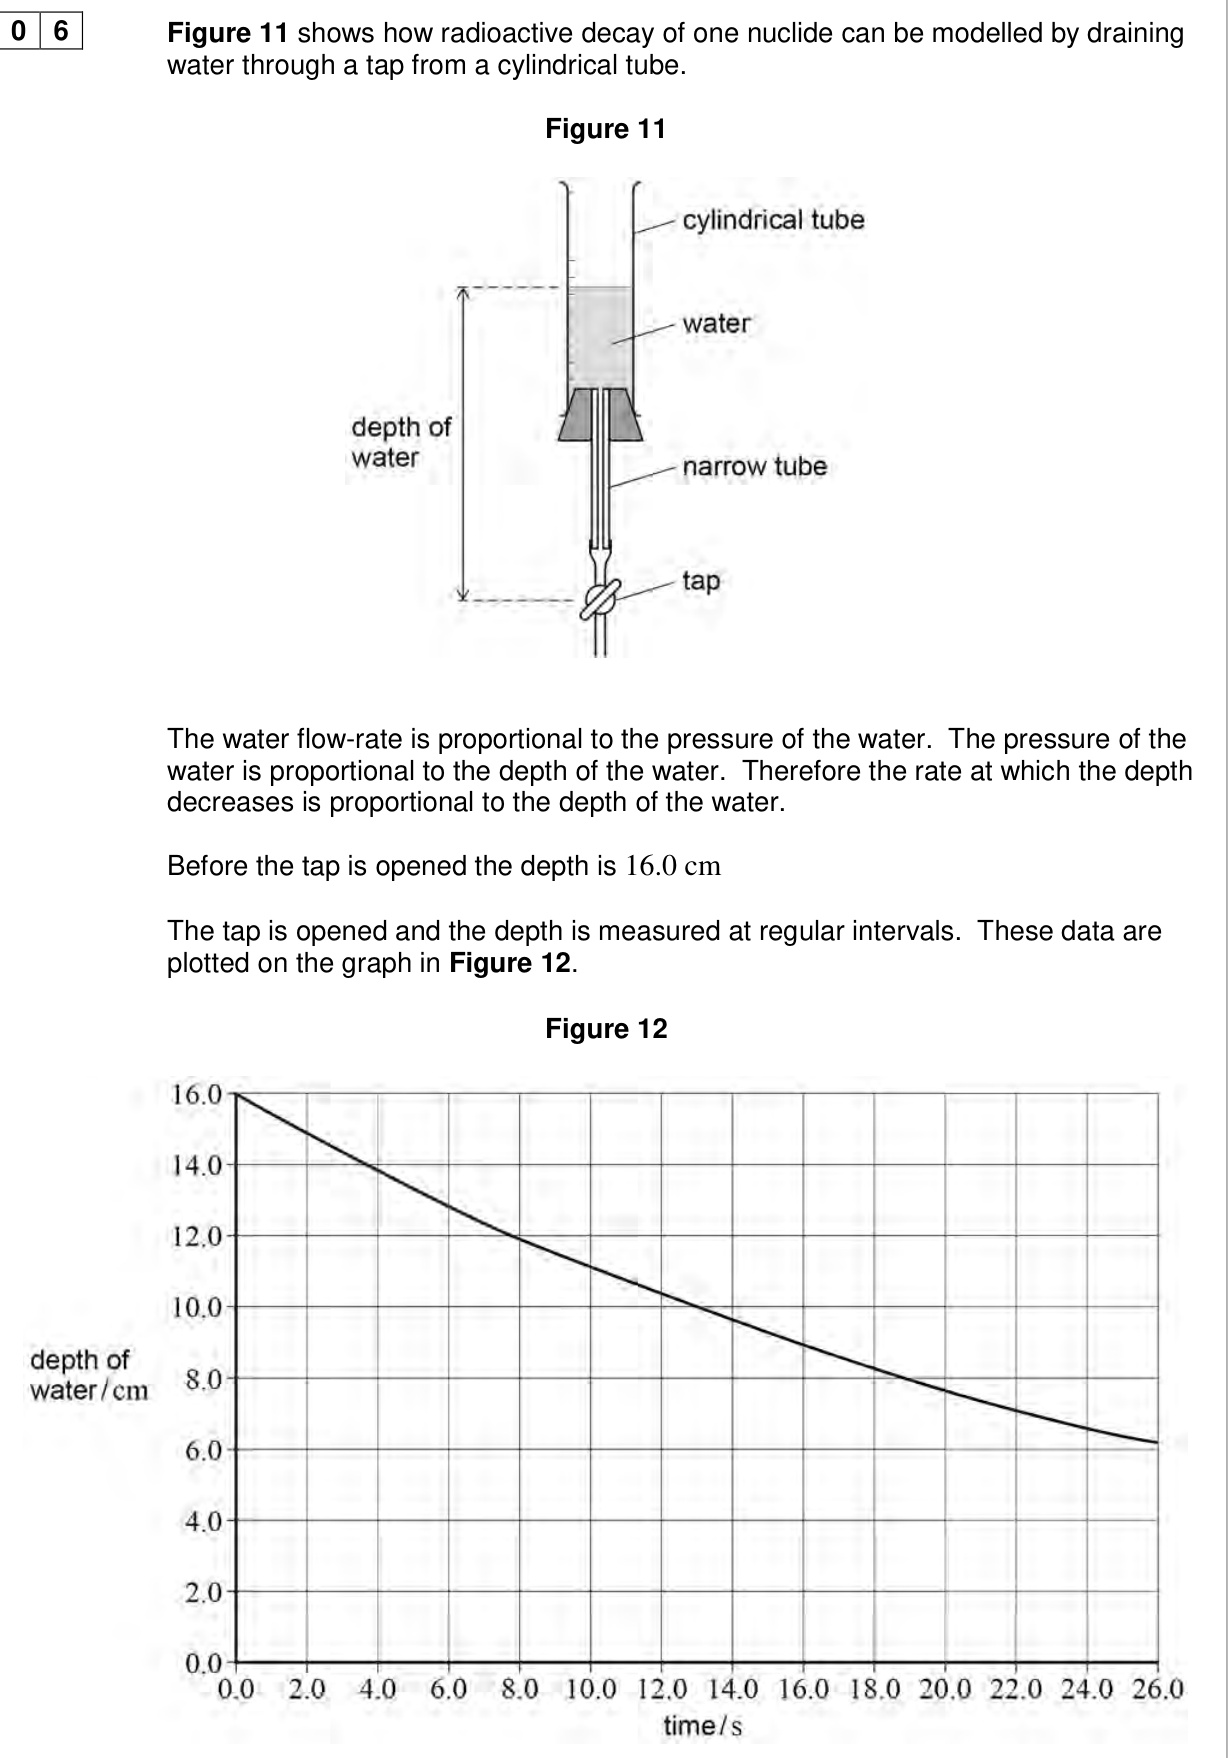 0 6
Figure 11 shows how radioactive decay of one nuclide can be modelled by draining
water through a tap from a cylindrical tube.
Figure 11
cylindrical tube
water
depth of
water
narrow tube
tap
The water flow-rate is proportional to the pressure of the water. The pressure of the
water is proportional to the depth of the water. Therefore the rate at which the depth
decreases is proportional to the depth of the water.
Before the tap is opened the depth is 16.0 cm
The tap is opened and the depth is measured at regular intervals. These data are
plotted on the graph in Figure 12.
Figure 12
16.0
14.0
12.0
10.0
depth of
water / cm
8.0
6.0
4.0
2.0
0.0
0.0 2.0 4.0 6.0 8.0 10.0 12.0 14.0 16.0 18.0 20.0 22.0 24.0 26.0
time / s